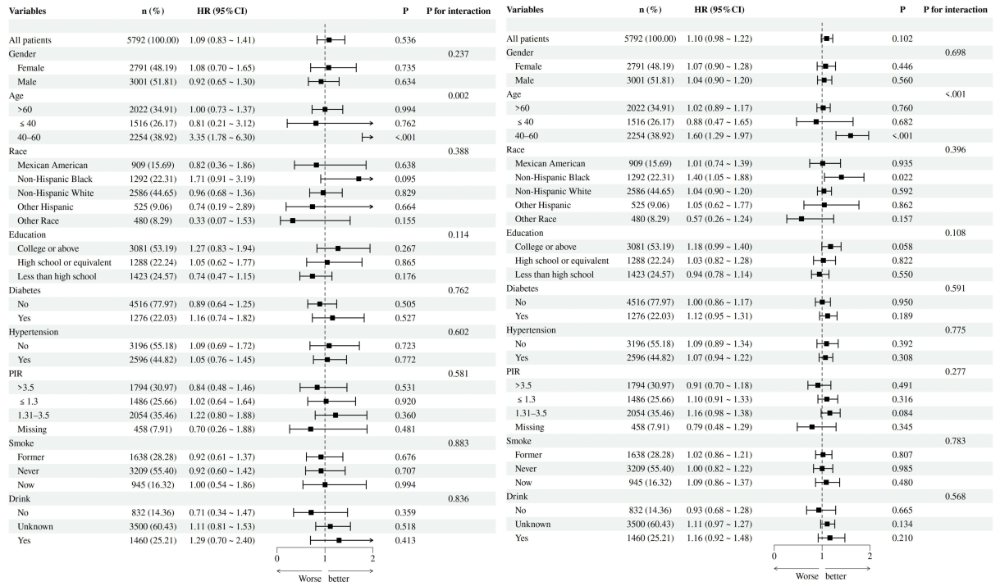 Variables n (%) HR (95%CI) P P for interaction
All patients 5792 (100.00) 1.09 (0.83 ~ 1.41) 0.536
Gender 0.237
Female 2791 (48.19) 1.08 (0.70 ~ 1.65) 0.735
Male 3001 (51.81) 0.92 (0.65 ~ 1.30) 0.634
Age 0.002
>60 2022 (34.91) 1.00 (0.73 ~ 1.37) 0.994
≤ 40 1516 (26.17) 0.81 (0.21 ~ 3.12) 0.762
40–60 2254 (38.92) 3.35 (1.78 ~ 6.30) <.001
Race 0.388
Mexican American 909 (15.69) 0.82 (0.36 ~ 1.86) 0.638
Non-Hispanic Black 1292 (22.31) 1.71 (0.91 ~ 3.19) 0.095
Non-Hispanic White 2586 (44.65) 0.96 (0.68 ~ 1.36) 0.829
Other Hispanic 525 (9.06) 0.74 (0.19 ~ 2.89) 0.664
Other Race 480 (8.29) 0.33 (0.07 ~ 1.53) 0.155
Education 0.114
College or above 3081 (53.19) 1.27 (0.83 ~ 1.94) 0.267
High school or equivalent 1288 (22.24) 1.05 (0.62 ~ 1.77) 0.865
Less than high school 1423 (24.57) 0.74 (0.47 ~ 1.15) 0.176
Diabetes 0.762
No 4516 (77.97) 0.89 (0.64 ~ 1.25) 0.505
Yes 1276 (22.03) 1.16 (0.74 ~ 1.82) 0.527
Hypertension 0.602
No 3196 (55.18) 1.09 (0.69 ~ 1.72) 0.723
Yes 2596 (44.82) 1.05 (0.76 ~ 1.45) 0.772
PIR 0.581
>3.5 1794 (30.97) 0.84 (0.48 ~ 1.46) 0.531
≤ 1.3 1486 (25.66) 1.02 (0.64 ~ 1.64) 0.920
1.31–3.5 2054 (35.46) 1.22 (0.80 ~ 1.88) 0.360
Missing 458 (7.91) 0.70 (0.26 ~ 1.88) 0.481
Smoke 0.883
Former 1638 (28.28) 0.92 (0.61 ~ 1.37) 0.676
Never 3209 (55.40) 0.92 (0.60 ~ 1.42) 0.707
Now 945 (16.32) 1.00 (0.54 ~ 1.86) 0.994
Drink 0.836
No 832 (14.36) 0.71 (0.34 ~ 1.47) 0.359
Unknown 3500 (60.43) 1.11 (0.81 ~ 1.53) 0.518
Yes 1460 (25.21) 1.29 (0.70 ~ 2.40) 0.413
0 1 2
Worse better
Variables n (%) HR (95%CI) P P for interaction
All patients 5792 (100.00) 1.10 (0.98 ~ 1.22) 0.102
Gender 0.698
Female 2791 (48.19) 1.07 (0.90 ~ 1.28) 0.446
Male 3001 (51.81) 1.04 (0.90 ~ 1.20) 0.560
Age <.001
>60 2022 (34.91) 1.02 (0.89 ~ 1.17) 0.760
≤ 40 1516 (26.17) 0.88 (0.47 ~ 1.65) 0.682
40–60 2254 (38.92) 1.60 (1.29 ~ 1.97) <.001
Race 0.396
Mexican American 909 (15.69) 1.01 (0.74 ~ 1.39) 0.935
Non-Hispanic Black 1292 (22.31) 1.40 (1.05 ~ 1.88) 0.022
Non-Hispanic White 2586 (44.65) 1.04 (0.90 ~ 1.20) 0.592
Other Hispanic 525 (9.06) 1.05 (0.62 ~ 1.77) 0.862
Other Race 480 (8.29) 0.57 (0.26 ~ 1.24) 0.157
Education 0.108
College or above 3081 (53.19) 1.18 (0.99 ~ 1.40) 0.058
High school or equivalent 1288 (22.24) 1.03 (0.82 ~ 1.28) 0.822
Less than high school 1423 (24.57) 0.94 (0.78 ~ 1.14) 0.550
Diabetes 0.591
No 4516 (77.97) 1.00 (0.86 ~ 1.17) 0.950
Yes 1276 (22.03) 1.12 (0.95 ~ 1.31) 0.189
Hypertension 0.775
No 3196 (55.18) 1.09 (0.89 ~ 1.34) 0.392
Yes 2596 (44.82) 1.07 (0.94 ~ 1.22) 0.308
PIR 0.277
>3.5 1794 (30.97) 0.91 (0.70 ~ 1.18) 0.491
≤ 1.3 1486 (25.66) 1.10 (0.91 ~ 1.33) 0.316
1.31–3.5 2054 (35.46) 1.16 (0.98 ~ 1.38) 0.084
Missing 458 (7.91) 0.79 (0.48 ~ 1.29) 0.345
Smoke 0.783
Former 1638 (28.28) 1.02 (0.86 ~ 1.21) 0.807
Never 3209 (55.40) 1.00 (0.82 ~ 1.22) 0.985
Now 945 (16.32) 1.09 (0.86 ~ 1.37) 0.480
Drink 0.568
No 832 (14.36) 0.93 (0.68 ~ 1.28) 0.665
Unknown 3500 (60.43) 1.11 (0.97 ~ 1.27) 0.134
Yes 1460 (25.21) 1.16 (0.92 ~ 1.48) 0.210
0 1 2
Worse better